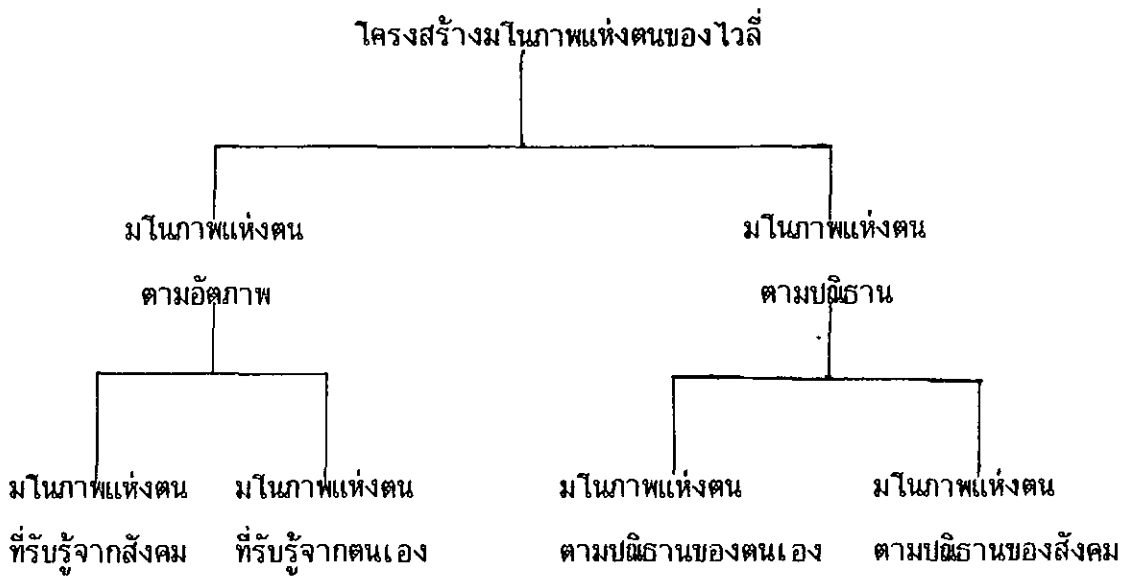 โครงสร้างมโนภาพแห่งตนของไวลี่
มโนภาพแห่งตน
ตามอัตภาพ
มโนภาพแห่งตน
ตามปณิธาน
มโนภาพแห่งตน
ที่รับรู้จากสังคม
มโนภาพแห่งตน
ที่รับรู้จากตนเอง
มโนภาพแห่งตน
ตามปณิธานของตนเอง
มโนภาพแห่งตน
ตามปณิธานของสังคม